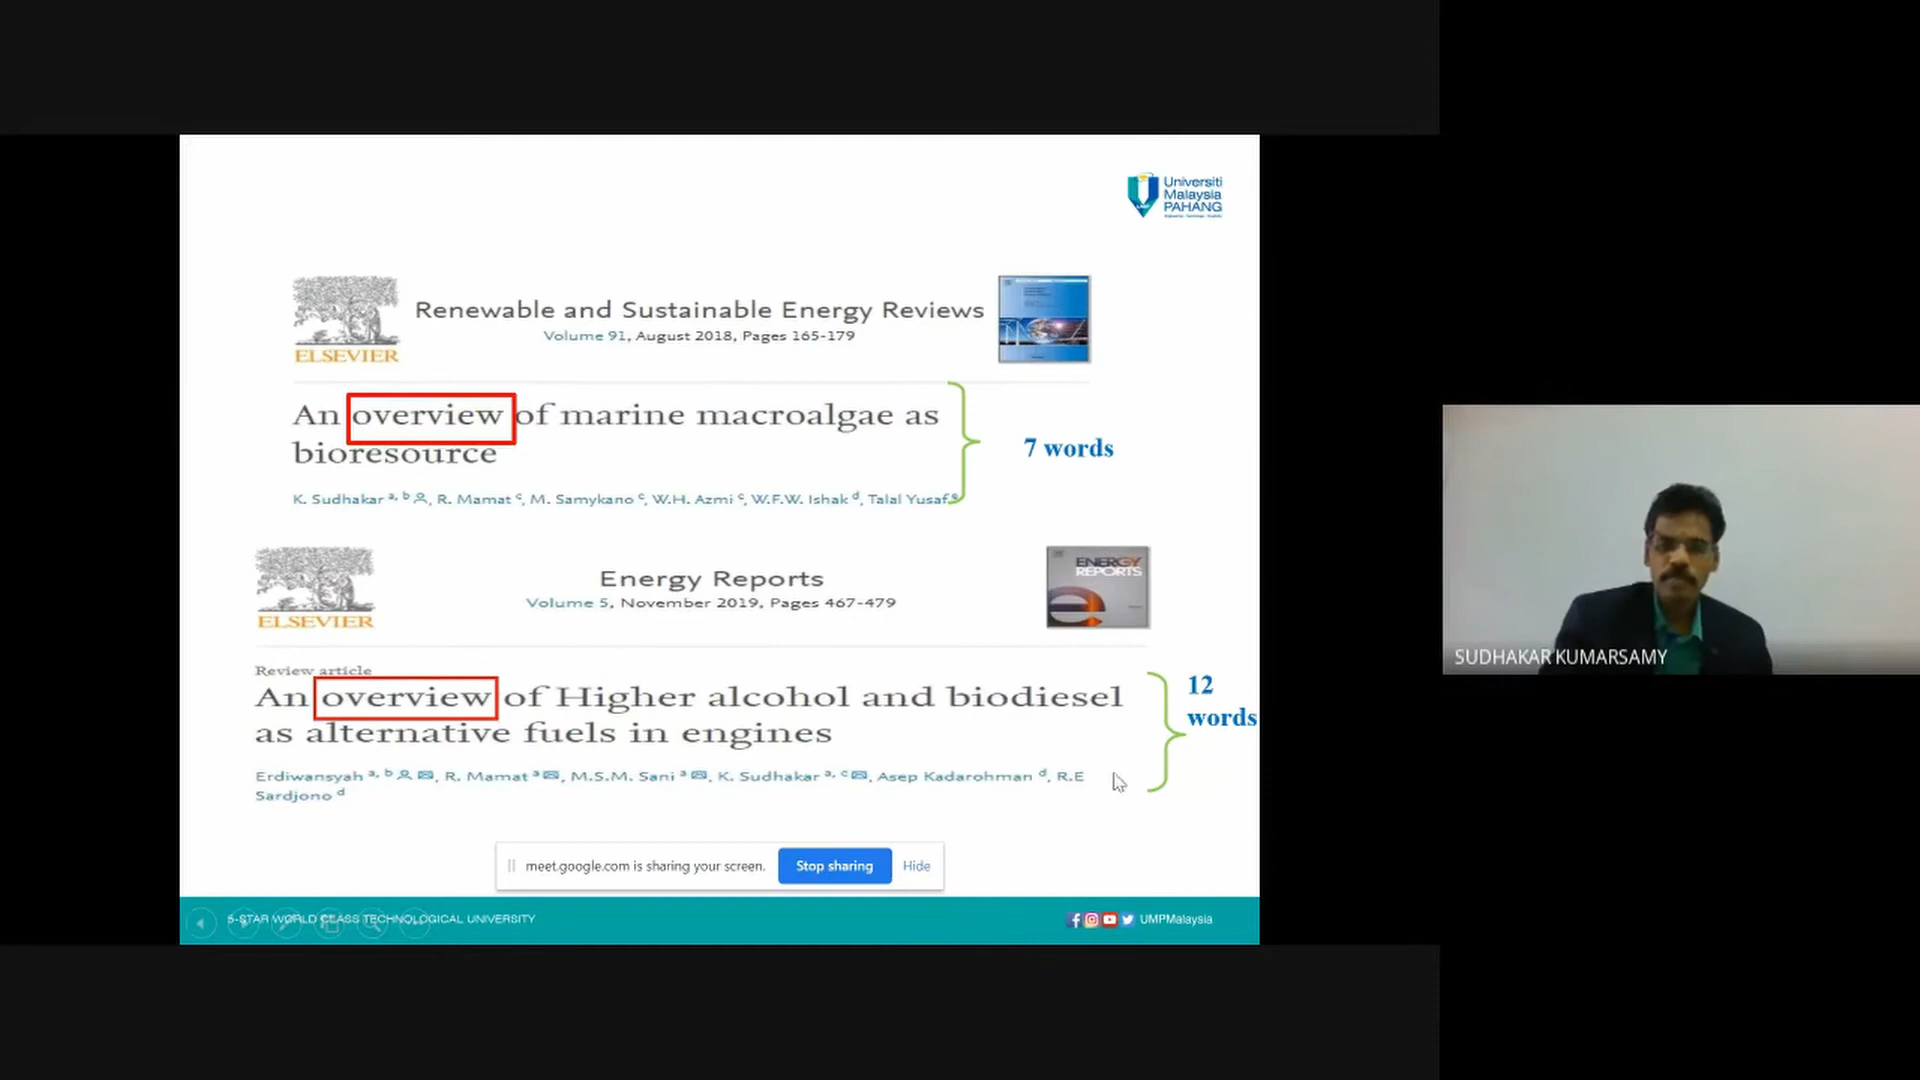 Universiti
Malaysia
PAHANG
ELSEVIER
Renewable and Sustainable Energy Reviews
Volume 91, August 2018, Pages 165-179
An overview of marine macroalgae as
bioresource
7 words
K. Sudhakar a, b, R. Mamat c, M. Samykano c, W.H. Azmi c, W.F.W. Ishak d, Talal Yusaf e
ELSEVIER
Energy Reports
Volume 5, November 2019, Pages 467-479
ENERGY
REPORTS
Review article
An overview of Higher alcohol and biodiesel
as alternative fuels in engines
12
words
Erdiwansyah a, b, R. Mamat a, M.S.M. Sani a, K. Sudhakar a, c, Asep Kadarohman d, R.E
Sardjono d
meet.google.com is sharing your screen.
Stop sharing
Hide
5-STAR WORLD CLASS TECHNOLOGICAL UNIVERSITY
UMPMalaysia
SUDHAKAR KUMARSAMY